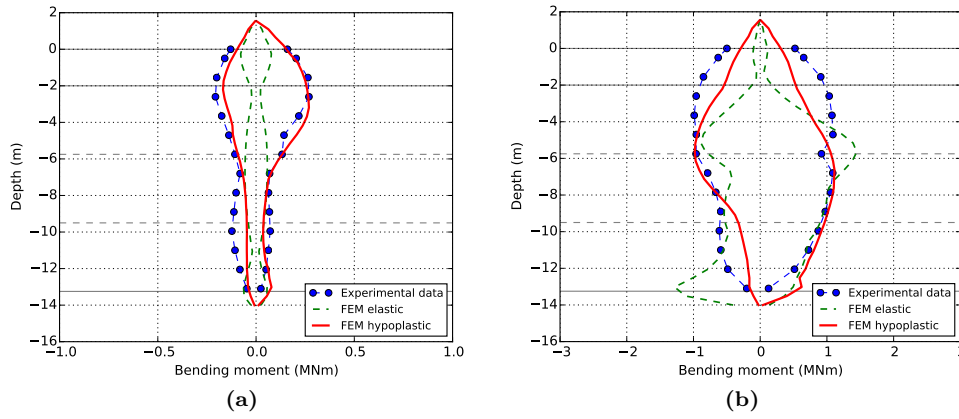 2
0
−2
−4
−6
−8
−10
−12
−14
−16
Depth (m)
−1.0 −0.5 0.0 0.5 1.0
Bending moment (MNm)
Experimental data
FEM elastic
FEM hypoplastic
(a)
2
0
−2
−4
−6
−8
−10
−12
−14
−16
Depth (m)
−3 −2 −1 0 1 2 3
Bending moment (MNm)
Experimental data
FEM elastic
FEM hypoplastic
(b)